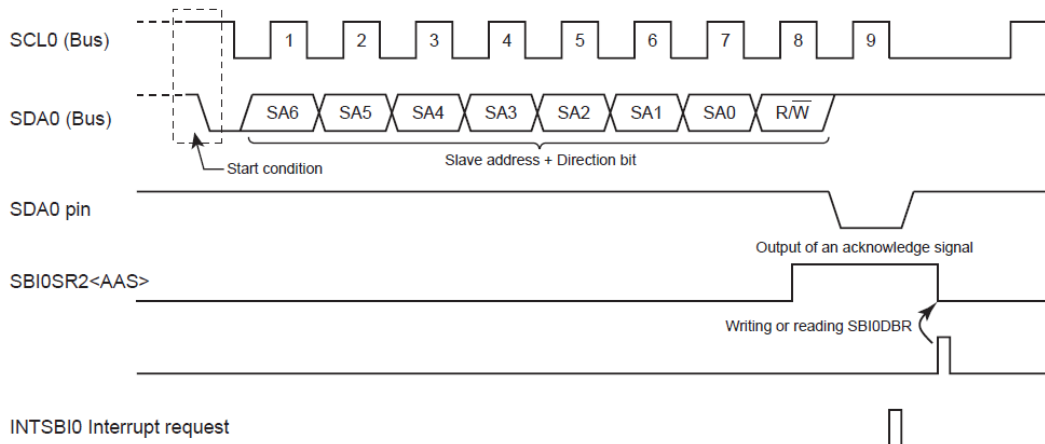 SCL0 (Bus)
1 2 3 4 5 6 7 8 9
SDA0 (Bus)
SA6 SA5 SA4 SA3 SA2 SA1 SA0 R/W̅
Slave address + Direction bit
Start condition
SDA0 pin
Output of an acknowledge signal
SBI0SR2<AAS>
Writing or reading SBI0DBR
INTSBI0 Interrupt request